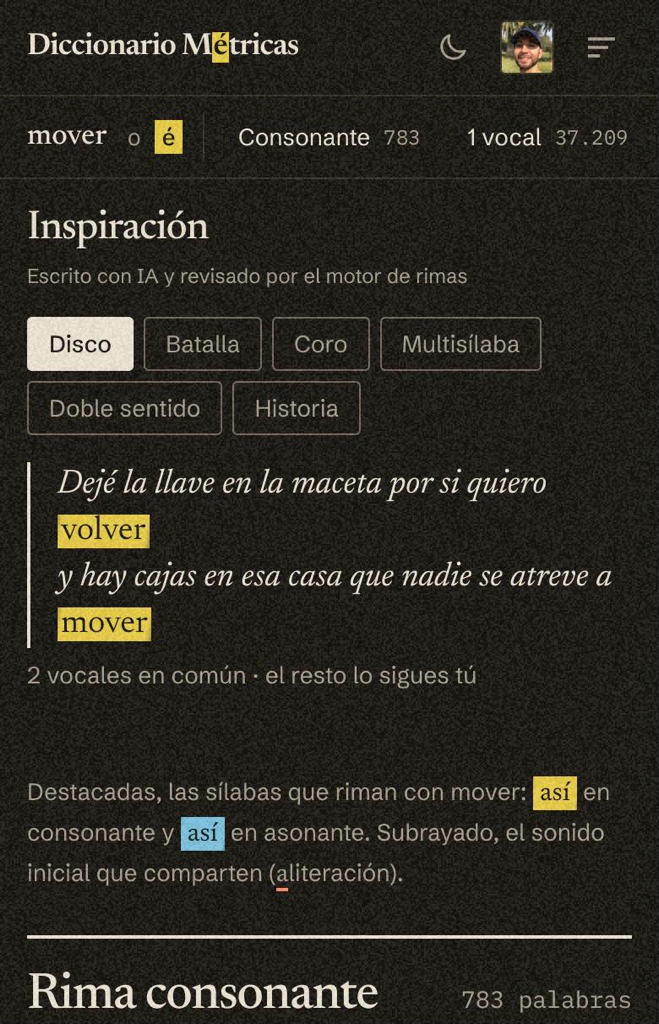 Diccionario Métricas
mover o é Consonante 783 1 vocal 37.209
Inspiración
Escrito con IA y revisado por el motor de rimas
Disco Batalla Coro Multisílaba
Doble sentido Historia
Dejé la llave en la maceta por si quiero
volver
y hay cajas en esa casa que nadie se atreve a
mover
2 vocales en común · el resto lo sigues tú
Destacadas, las sílabas que riman con mover: así en
consonante y así en asonante. Subrayado, el sonido
inicial que comparten (aliteración).
Rima consonante 783 palabras